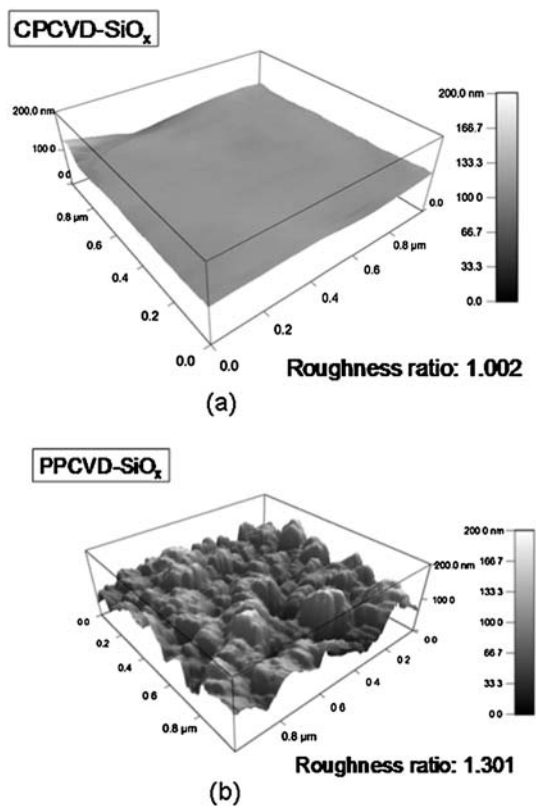 CPCVD-SiOₓ
200.0 nm
100.0
0.0
0.8 µm
0.6
0.4
0.2
0.0
0.0
0.2
0.4
0.6
0.8 µm
0.0
200.0 nm
166.7
133.3
100.0
66.7
33.3
0.0
Roughness ratio: 1.002
(a)
PPCVD-SiOₓ
0 0
0.2
0.4
0 6
0.8 µm
0.8 µm
0 6
0 4
0.2
0.0
200.0 nm
100.0
200 0 nm
166.7
133.3
100.0
66.7
33.3
0 0
Roughness ratio: 1.301
(b)